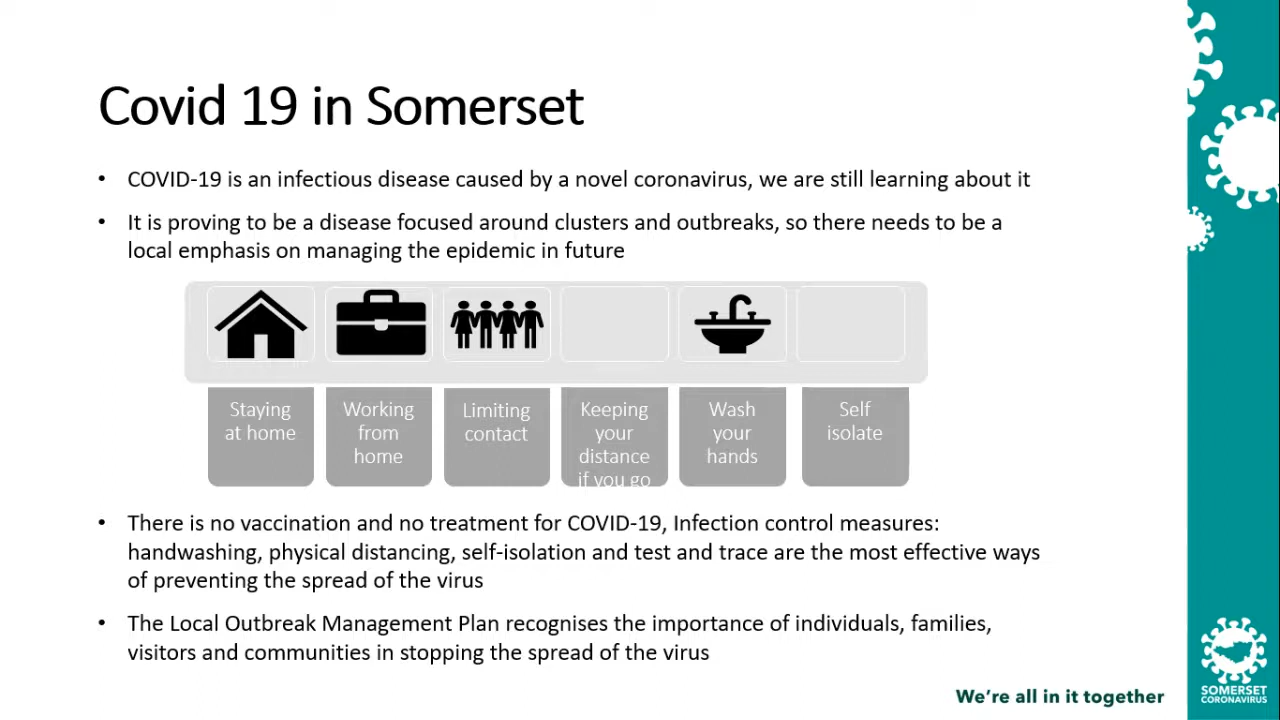 Covid 19 in Somerset
• COVID-19 is an infectious disease caused by a novel coronavirus, we are still learning about it
• It is proving to be a disease focused around clusters and outbreaks, so there needs to be a
local emphasis on managing the epidemic in future
Staying
at home
Working
from
home
Limiting
contact
Keeping
your
distance
if you go
Wash
your
hands
Self
isolate
• There is no vaccination and no treatment for COVID-19, Infection control measures:
handwashing, physical distancing, self-isolation and test and trace are the most effective ways
of preventing the spread of the virus
• The Local Outbreak Management Plan recognises the importance of individuals, families,
visitors and communities in stopping the spread of the virus
We're all in it together
SOMERSET
CORONAVIRUS